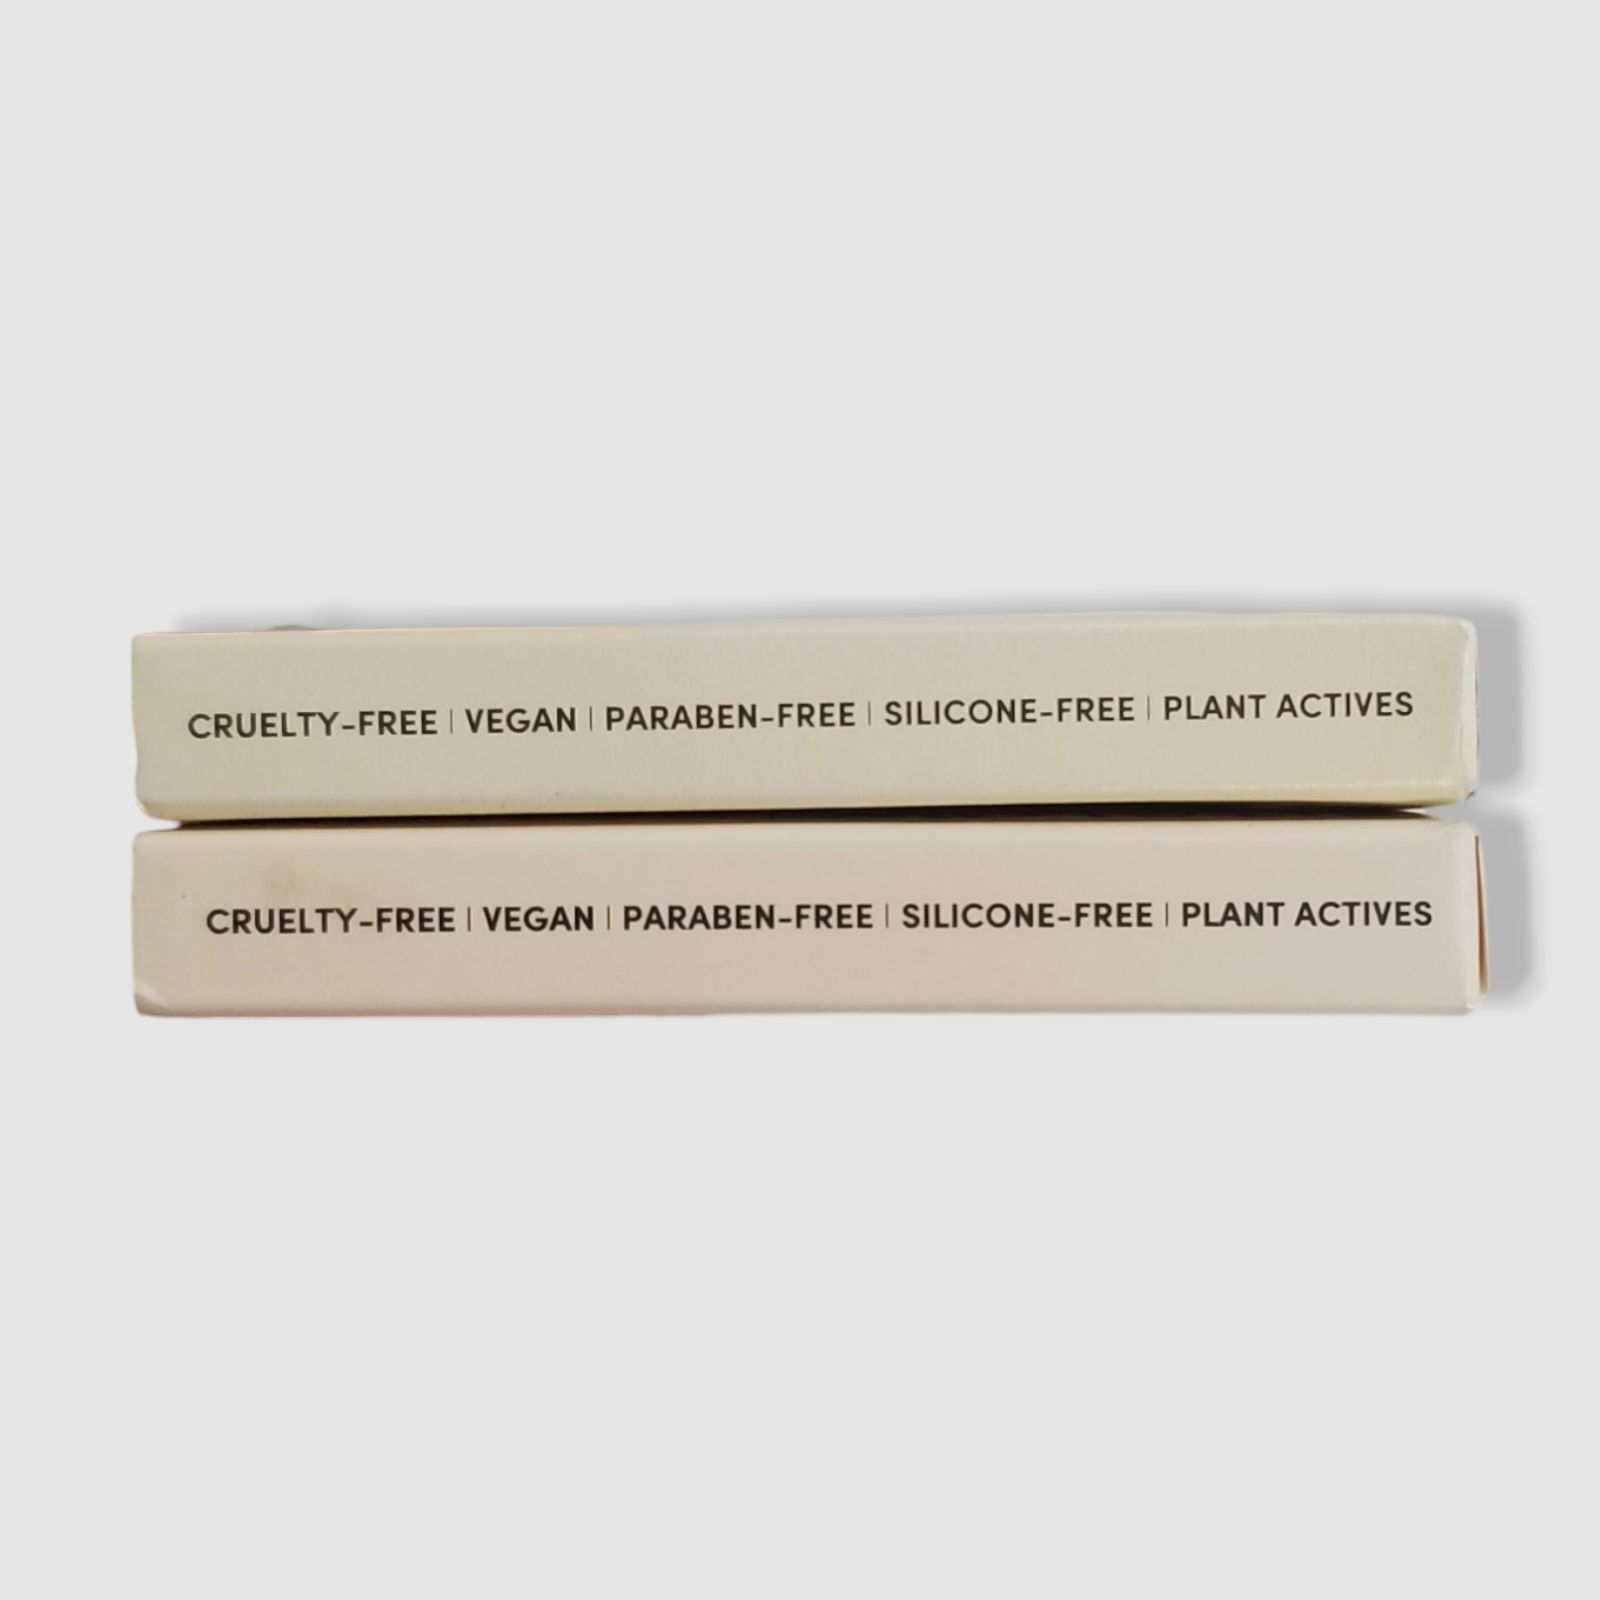 CRUELTY-FREE | VEGAN | PARABEN-FREE | SILICONE-FREE | PLANT ACTIVES
CRUELTY-FREE | VEGAN | PARABEN-FREE | SILICONE-FREE | PLANT ACTIVES